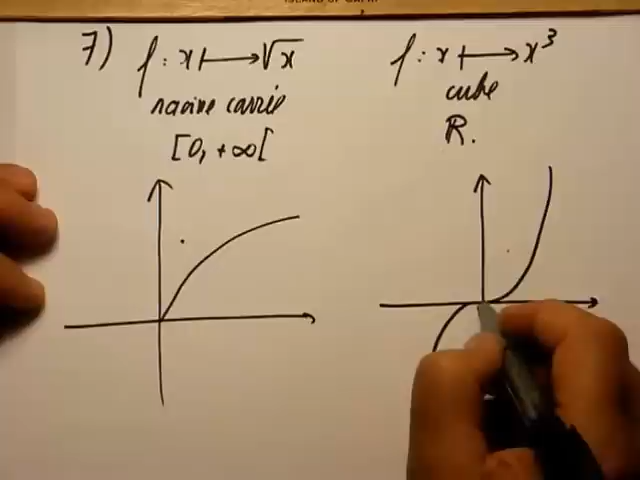 7) f : x ⟼ √x
racine carrée
[0, +∞[
f : x ⟼ x³
cube
R.